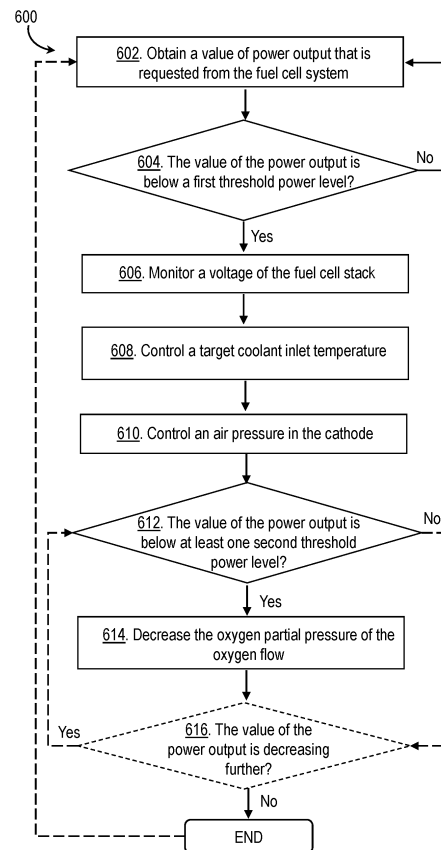 600
602. Obtain a value of power output that is
requested from the fuel cell system
604. The value of the power output is
below a first threshold power level?
No
Yes
606. Monitor a voltage of the fuel cell stack
608. Control a target coolant inlet temperature
610. Control an air pressure in the cathode
612. The value of the power output is
below at least one second threshold
power level?
No
Yes
614. Decrease the oxygen partial pressure of the
oxygen flow
616. The value of the
power output is decreasing
further?
Yes
No
END